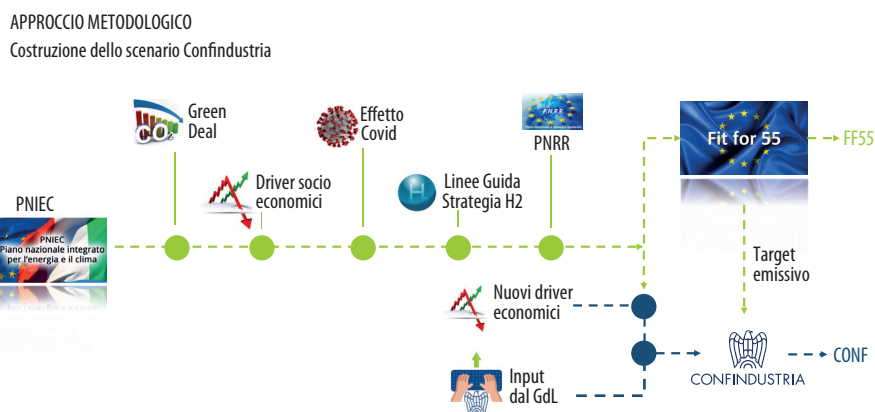 APPROCCIO METODOLOGICO
Costruzione dello scenario Confindustria
Green
Deal
CO2
Effetto
Covid
P.N.R.R.
PNRR
Fit for 55
FF55
Driver socio
economici
H
Linee Guida
Strategia H2
PNIEC
PNIEC
Piano nazionale integrato
per l'energia e il clima
Target
emissivo
Nuovi driver
economici
Input
dal GdL
CONFINDUSTRIA
CONF